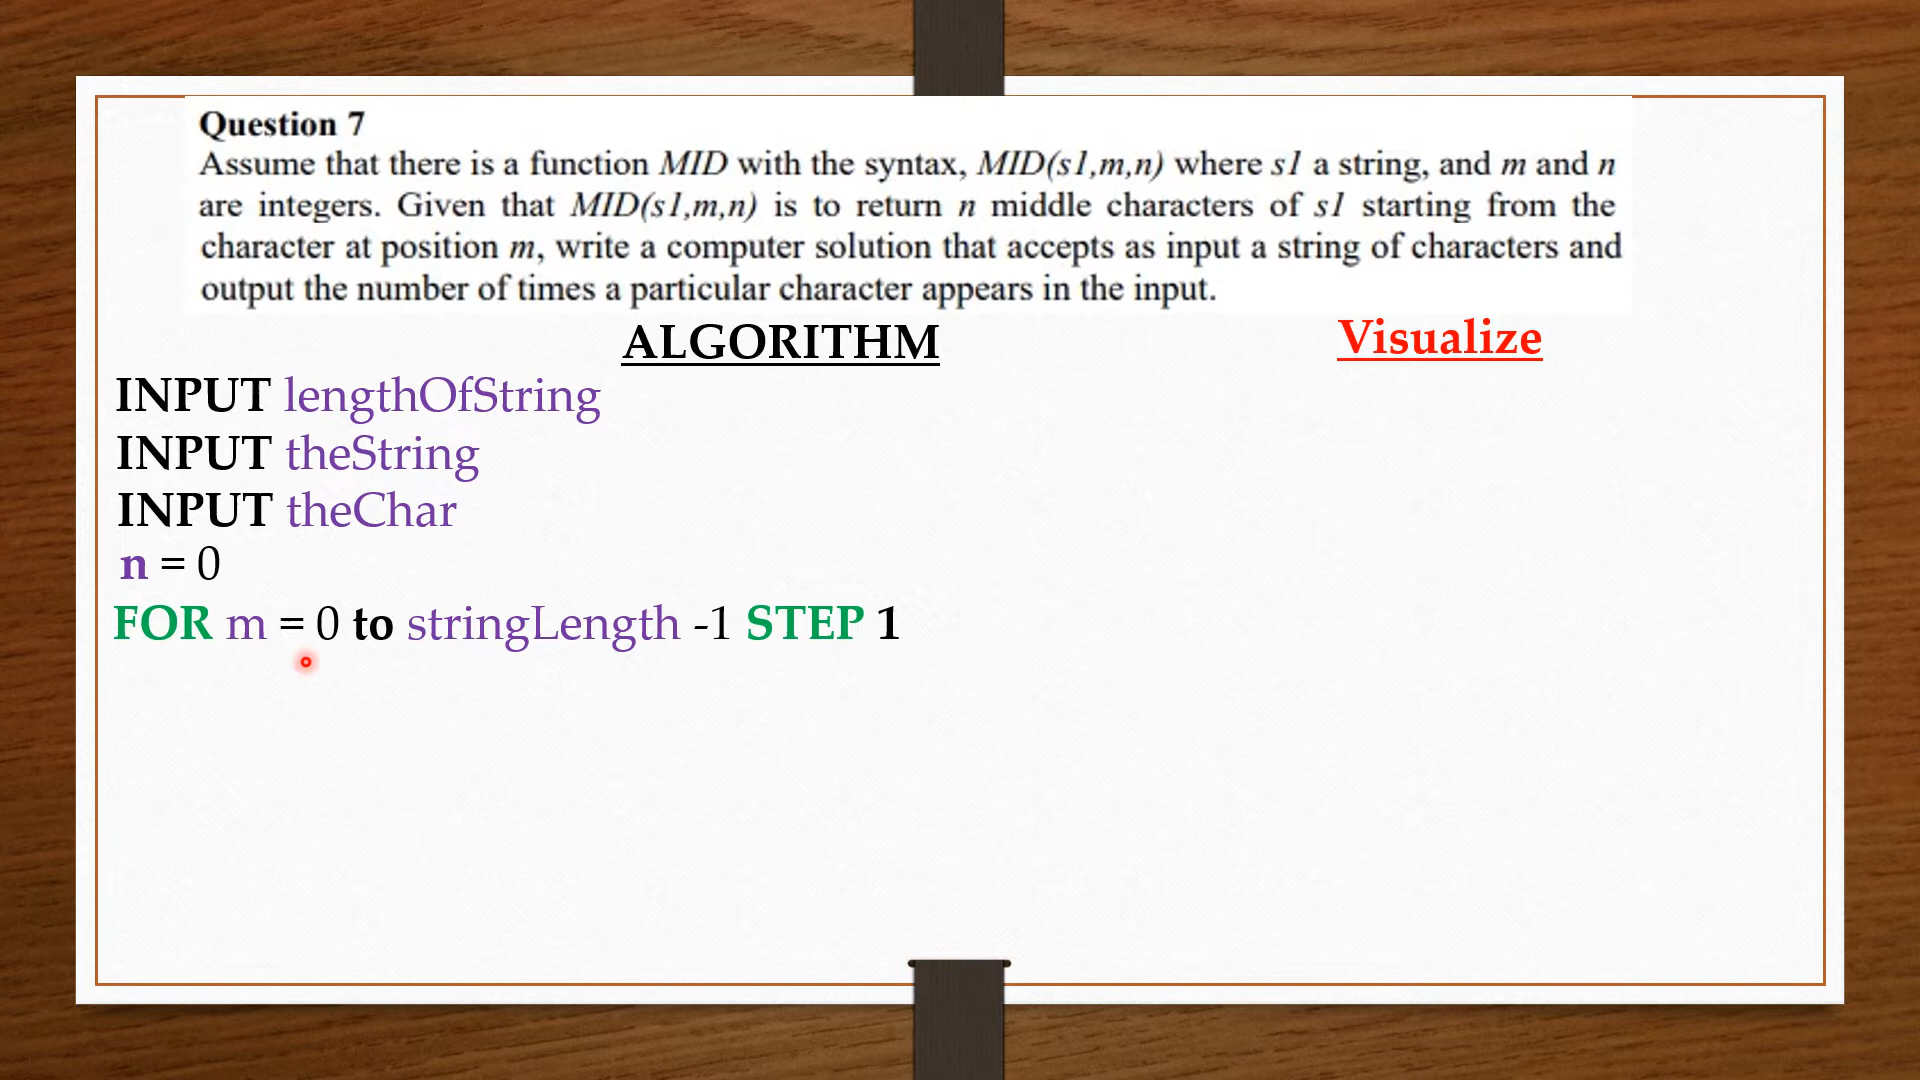 Question 7
Assume that there is a function MID with the syntax, MID(s1,m,n) where s1 a string, and m and n
are integers. Given that MID(s1,m,n) is to return n middle characters of s1 starting from the
character at position m, write a computer solution that accepts as input a string of characters and
output the number of times a particular character appears in the input.
ALGORITHM
Visualize
INPUT lengthOfString
INPUT theString
INPUT theChar
n = 0
FOR m = 0 to stringLength -1 STEP 1